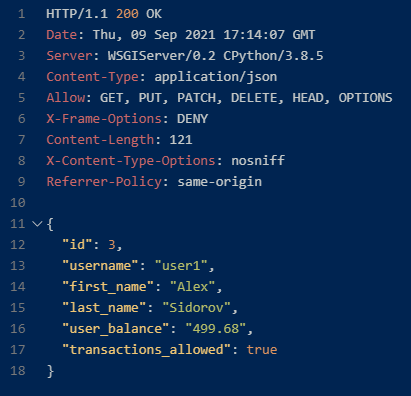 1 HTTP/1.1 200 OK
2 Date: Thu, 09 Sep 2021 17:14:07 GMT
3 Server: WSGIServer/0.2 CPython/3.8.5
4 Content-Type: application/json
5 Allow: GET, PUT, PATCH, DELETE, HEAD, OPTIONS
6 X-Frame-Options: DENY
7 Content-Length: 121
8 X-Content-Type-Options: nosniff
9 Referrer-Policy: same-origin
10
11 {
12 "id": 3,
13 "username": "user1",
14 "first_name": "Alex",
15 "last_name": "Sidorov",
16 "user_balance": "499.68",
17 "transactions_allowed": true
18 }